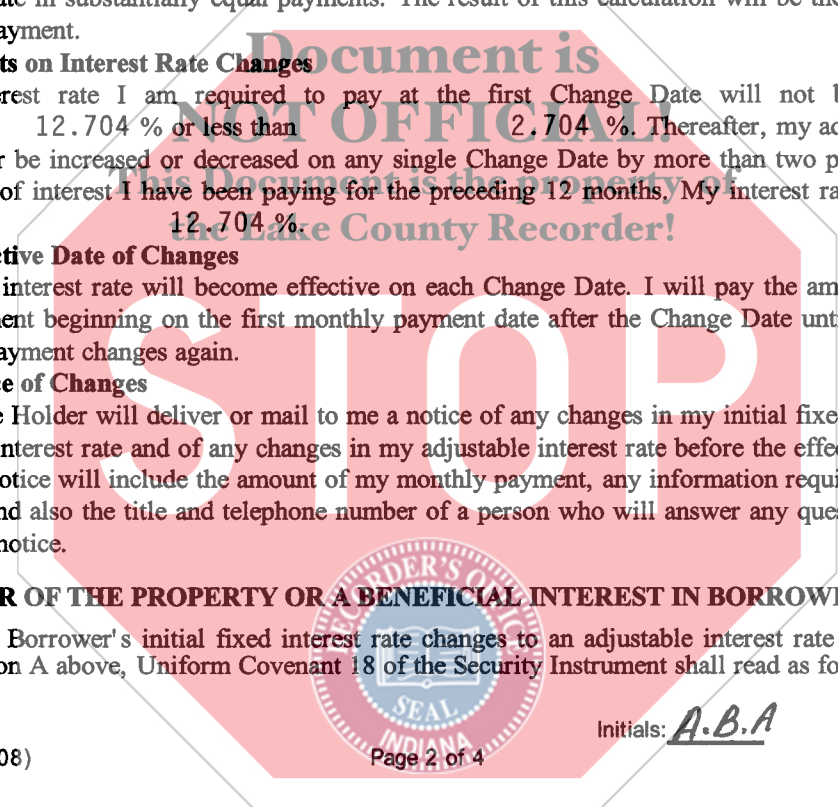 ate in substantially equal payments. The result of this calculation will be the
ayment.
ts on Interest Rate Changes
rest rate I am required to pay at the first Change Date will not b
12.704 % or less than 2.704 %. Thereafter, my ad
r be increased or decreased on any single Change Date by more than two p
of interest I have been paying for the preceding 12 months. My interest ra
12.704 %.
tive Date of Changes
interest rate will become effective on each Change Date. I will pay the am
ent beginning on the first monthly payment date after the Change Date unti
ayment changes again.
e of Changes
e Holder will deliver or mail to me a notice of any changes in my initial fixed
nterest rate and of any changes in my adjustable interest rate before the effec
otice will include the amount of my monthly payment, any information requi
nd also the title and telephone number of a person who will answer any ques
notice.
R OF THE PROPERTY OR A BENEFICIAL INTEREST IN BORROWE
Borrower's initial fixed interest rate changes to an adjustable interest rate
on A above, Uniform Covenant 18 of the Security Instrument shall read as fo
Initials: A.B.A
08)
Page 2 of 4
Document is
NOT OFFICIAL!
This Document is the property of
the Lake County Recorder!
STOP
RECORDER'S OFFICE
SEAL
INDIANA